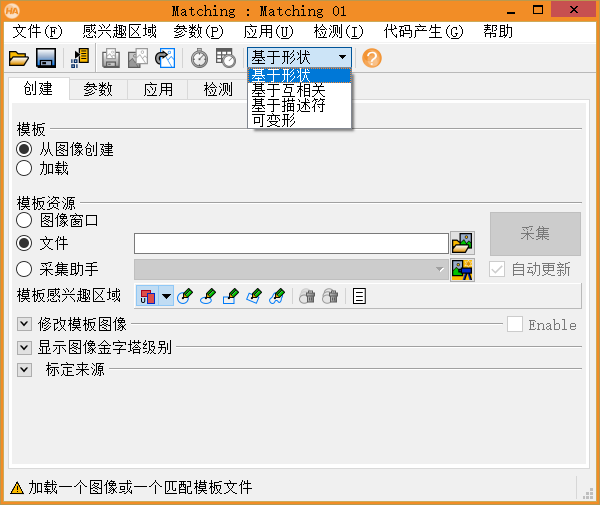 HA
Matching : Matching 01
文件(F) 感兴趣区域 参数(P) 应用(U) 检测(I) 代码产生(G) 帮助
基于形状
基于形状
基于互相关
基于描述符
可变形
创建 参数 应用 检测
模板
从图像创建
加载
模板资源
图像窗口
文件
采集
采集助手
自动更新
模板感兴趣区域
修改模板图像
Enable
显示图像金字塔级别
标定来源
加载一个图像或一个匹配模板文件